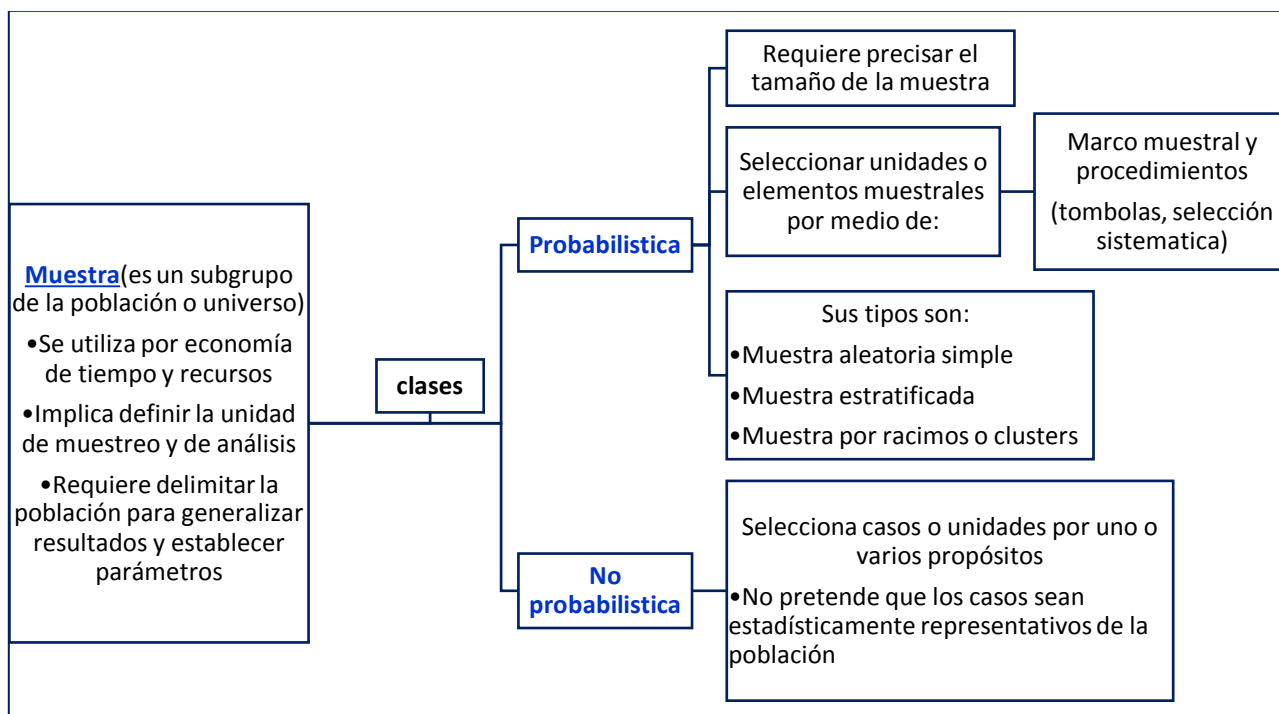 Muestra(es un subgrupo
de la población o universo)
•Se utiliza por economía
de tiempo y recursos
•Implica definir la unidad
de muestreo y de análisis
•Requiere delimitar la
población para generalizar
resultados y establecer
parámetros
clases
Probabilistica
Requiere precisar el
tamaño de la muestra
Seleccionar unidades o
elementos muestrales
por medio de:
Marco muestral y
procedimientos
(tombolas, selección
sistematica)
Sus tipos son:
•Muestra aleatoria simple
•Muestra estratificada
•Muestra por racimos o clusters
No
probabilistica
Selecciona casos o unidades por uno o
varios propósitos
•No pretende que los casos sean
estadísticamente representativos de la
población